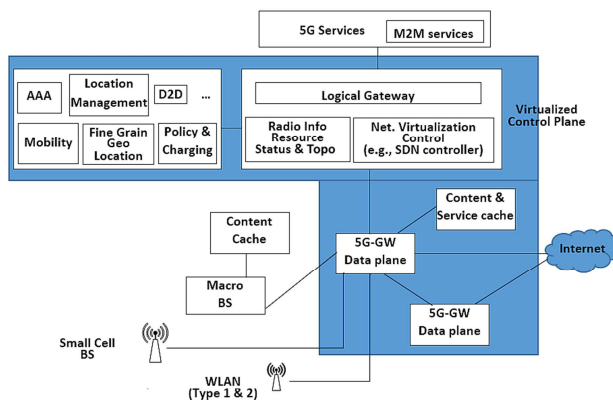 5G Services
M2M services
AAA
Location
Management
D2D
...
Mobility
Fine Grain
Geo
Location
Policy &
Charging
Logical Gateway
Radio Info
Resource
Status & Topo
Net. Virtualization
Control
(e.g., SDN controller)
Virtualized
Control Plane
Content &
Service cache
Content
Cache
5G-GW
Data plane
Internet
Macro
BS
5G-GW
Data plane
Small Cell
BS
WLAN
(Type 1 & 2)